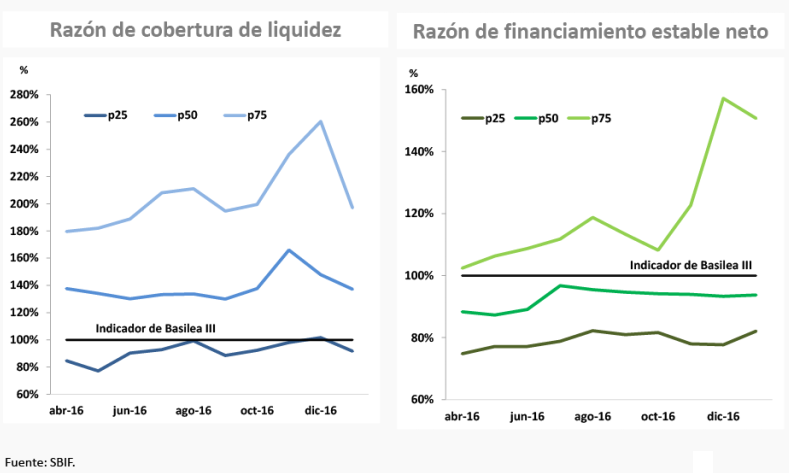 Razón de cobertura de liquidez
%
280%
260%
240%
220%
200%
180%
160%
140%
120%
100%
80%
60%
p25 p50 p75
Indicador de Basilea III
abr-16 jun-16 ago-16 oct-16 dic-16
Razón de financiamiento estable neto
%
160%
140%
120%
100%
80%
60%
p25 p50 p75
Indicador de Basilea III
abr-16 jun-16 ago-16 oct-16 dic-16
Fuente: SBIF.